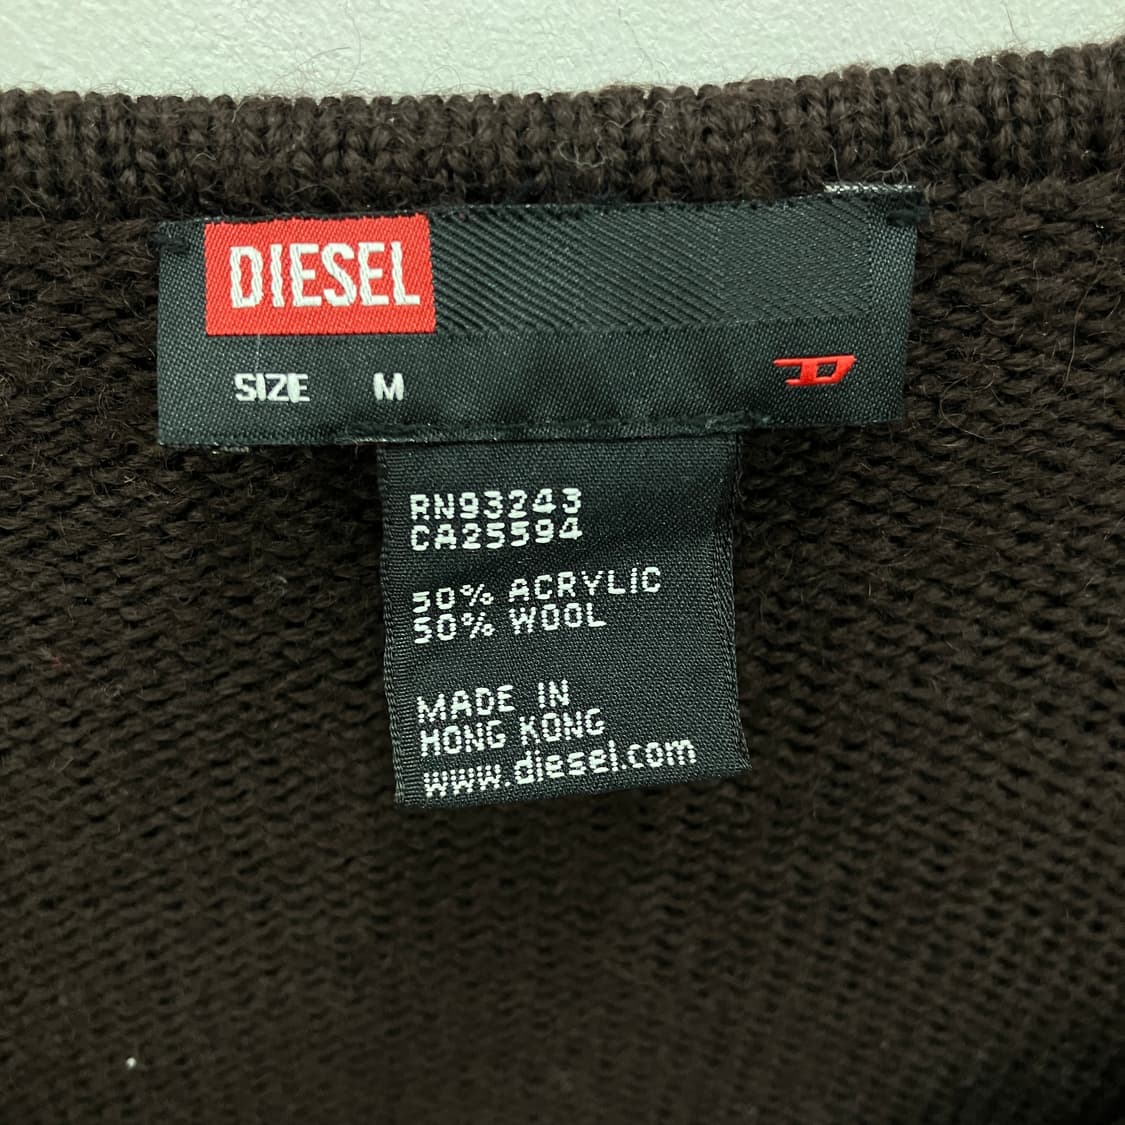 DIESEL
SIZE M
D
RN93243
CA25594
50% ACRYLIC
50% WOOL
MADE IN
HONG KONG
www.diesel.com